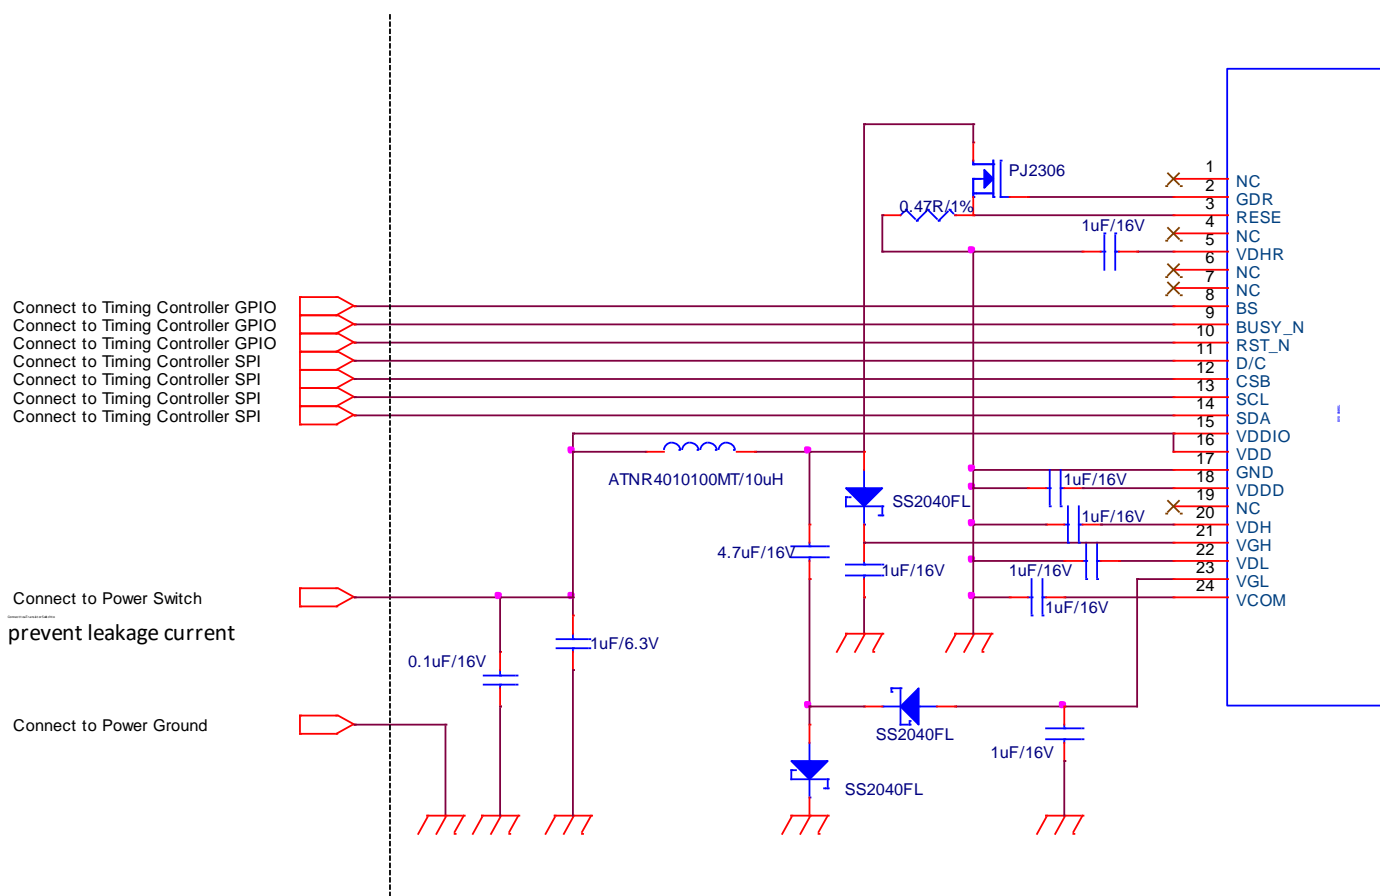 PJ2306
0.47R/1%
1uF/16V
1
NC
2
GDR
3
RESE
4
NC
5
VDHR
6
NC
7
NC
8
BS
9
BUSY_N
10
RST_N
11
D/C
12
CSB
13
SCL
14
SDA
15
VDDIO
16
VDD
17
GND
18
VDDD
19
NC
20
VDH
21
VGH
22
VDL
23
VGL
24
VCOM
Connect to Timing Controller GPIO
Connect to Timing Controller GPIO
Connect to Timing Controller GPIO
Connect to Timing Controller SPI
Connect to Timing Controller SPI
Connect to Timing Controller SPI
Connect to Timing Controller SPI
ATNR4010100MT/10uH
SS2040FL
1uF/16V
1uF/16V
4.7uF/16V
1uF/16V
1uF/16V
1uF/16V
Connect to Power Switch
prevent leakage current
1uF/6.3V
0.1uF/16V
Connect to Power Ground
SS2040FL
1uF/16V
SS2040FL